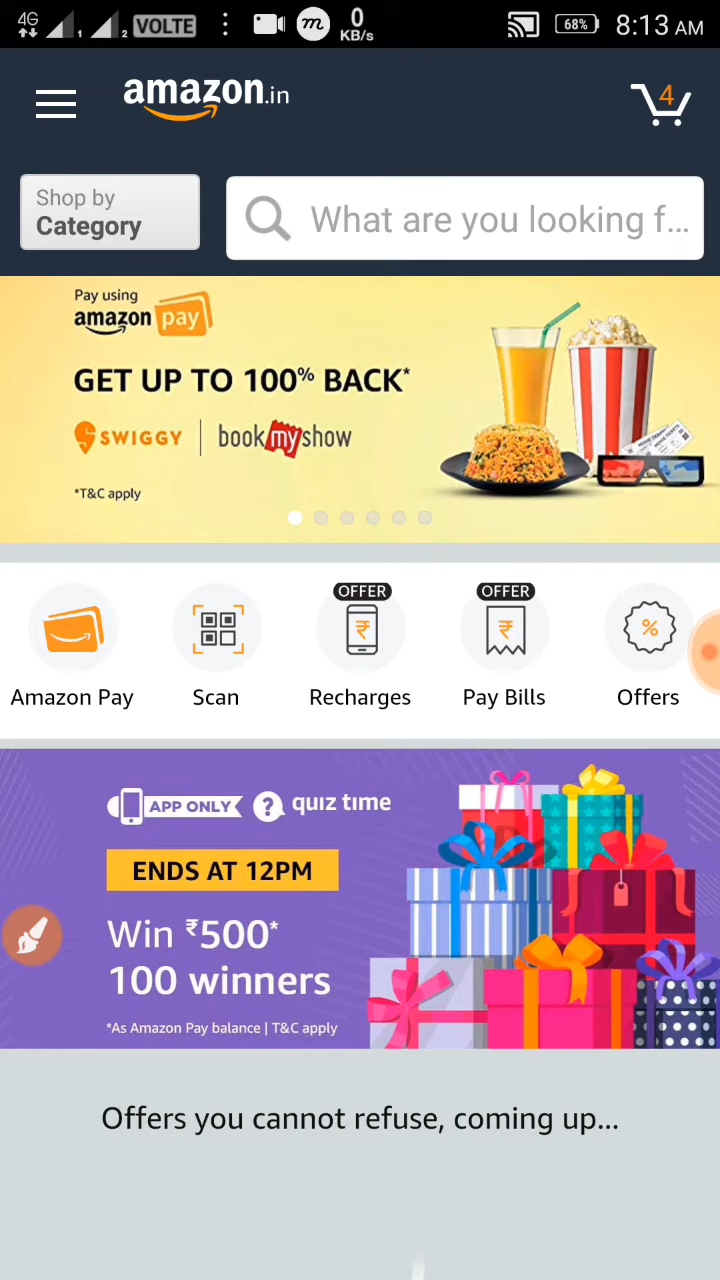 4G 1 2 VOLTE m 0 KB/s 68% 8:13 AM
amazon.in 4
Shop by
Category
What are you looking f...
Pay using
amazon pay
GET UP TO 100% BACK*
SWIGGY | bookmyshow
*T&C apply
OFFER OFFER
Amazon Pay Scan Recharges Pay Bills Offers
APP ONLY ? quiz time
ENDS AT 12PM
Win ₹500*
100 winners
*As Amazon Pay balance | T&C apply
Offers you cannot refuse, coming up...